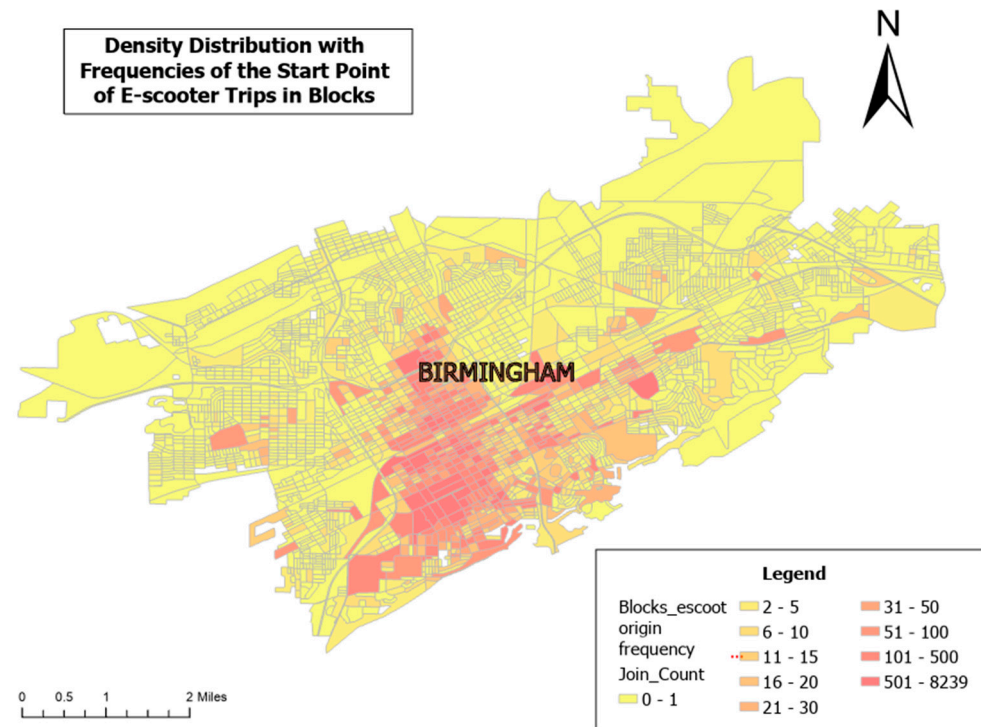 Density Distribution with
Frequencies of the Start Point
of E-scooter Trips in Blocks
N
BIRMINGHAM
Legend
Blocks_escoot
origin
frequency
Join_Count
0 - 1
2 - 5
6 - 10
11 - 15
16 - 20
21 - 30
31 - 50
51 - 100
101 - 500
501 - 8239
0 0.5 1 2 Miles